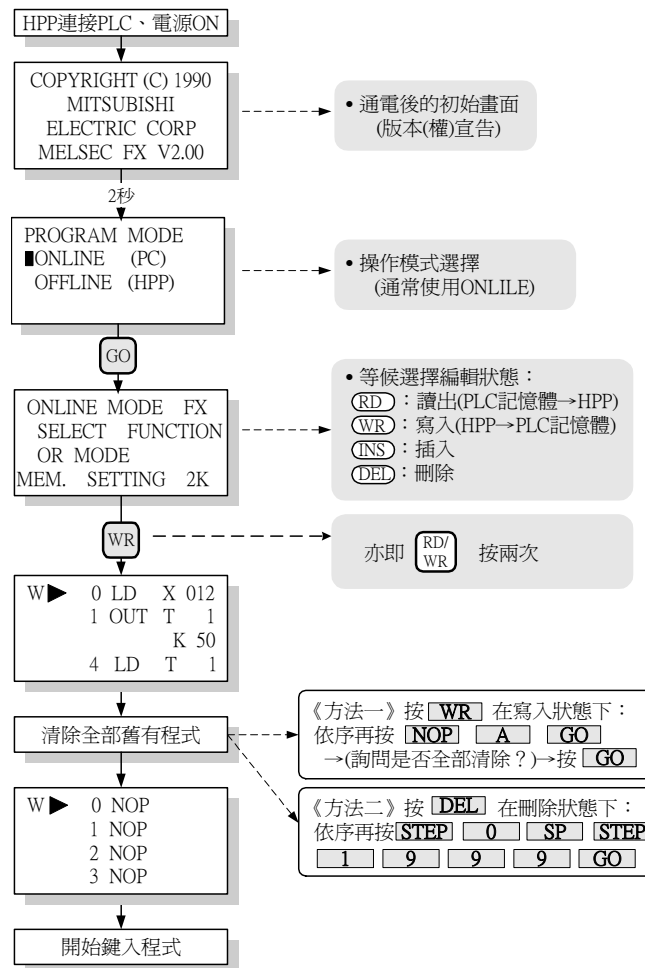 HPP連接PLC、電源ON
COPYRIGHT (C) 1990
MITSUBISHI
ELECTRIC CORP
MELSEC FX V2.00
• 通電後的初始畫面
(版本(權)宣告)
2秒
PROGRAM MODE
ONLINE (PC)
OFFLINE (HPP)
• 操作模式選擇
(通常使用ONLILE)
GO
ONLINE MODE FX
SELECT FUNCTION
OR MODE
MEM. SETTING 2K
• 等候選擇編輯狀態：
RD：讀出(PLC記憶體→HPP)
WR：寫入(HPP→PLC記憶體)
INS：插入
DEL：刪除
WR
亦即 RD/WR 按兩次
W▶ 0 LD X 012
1 OUT T 1
K 50
4 LD T 1
清除全部舊有程式
《方法一》按 WR 在寫入狀態下：
依序再按 NOP A GO
→(詢問是否全部清除？)→按 GO
《方法二》按 DEL 在刪除狀態下：
依序再按 STEP 0 SP STEP
1 9 9 9 GO
W▶ 0 NOP
1 NOP
2 NOP
3 NOP
開始鍵入程式